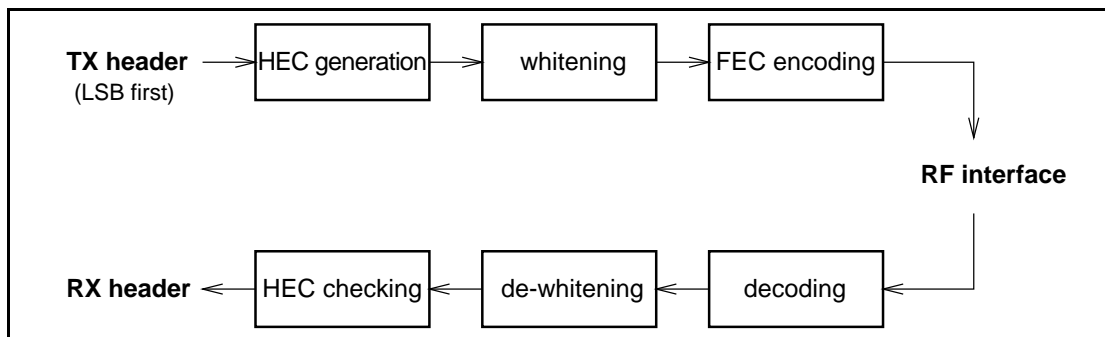 TX header
(LSB first)
HEC generation
whitening
FEC encoding
RF interface
RX header
HEC checking
de-whitening
decoding